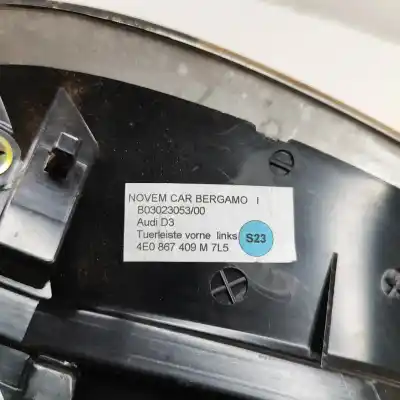 NOVEM CAR BERGAMO I
B03023053/00
Audi D3
Tuerleiste vorne links
S23
4E0 867 409 M 7L5